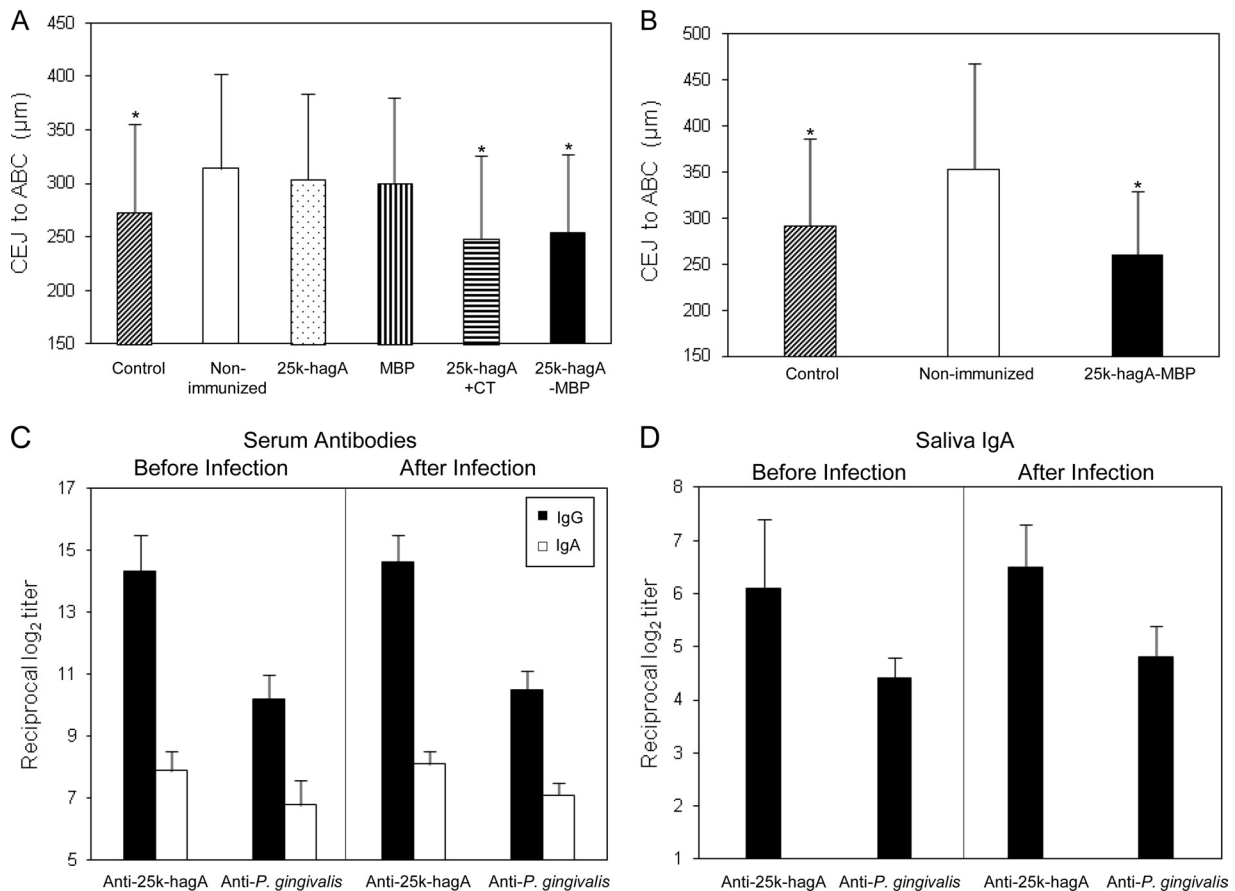 A
CEJ to ABC (µm)
450
400
350
300
250
200
150
*
*
*
Control
Non-
immunized
25k-hagA
MBP
25k-hagA
+CT
25k-hagA
-MBP
B
CEJ to ABC (µm)
500
450
400
350
300
250
200
150
*
*
Control
Non-immunized
25k-hagA-MBP
C
Serum Antibodies
Before Infection
After Infection
Reciprocal log2 titer
17
15
13
11
9
7
5
IgG
IgA
Anti-25k-hagA
Anti-P. gingivalis
Anti-25k-hagA
Anti-P. gingivalis
D
Saliva IgA
Before Infection
After Infection
Reciprocal log2 titer
8
7
6
5
4
3
2
1
Anti-25k-hagA
Anti-P. gingivalis
Anti-25k-hagA
Anti-P. gingivalis